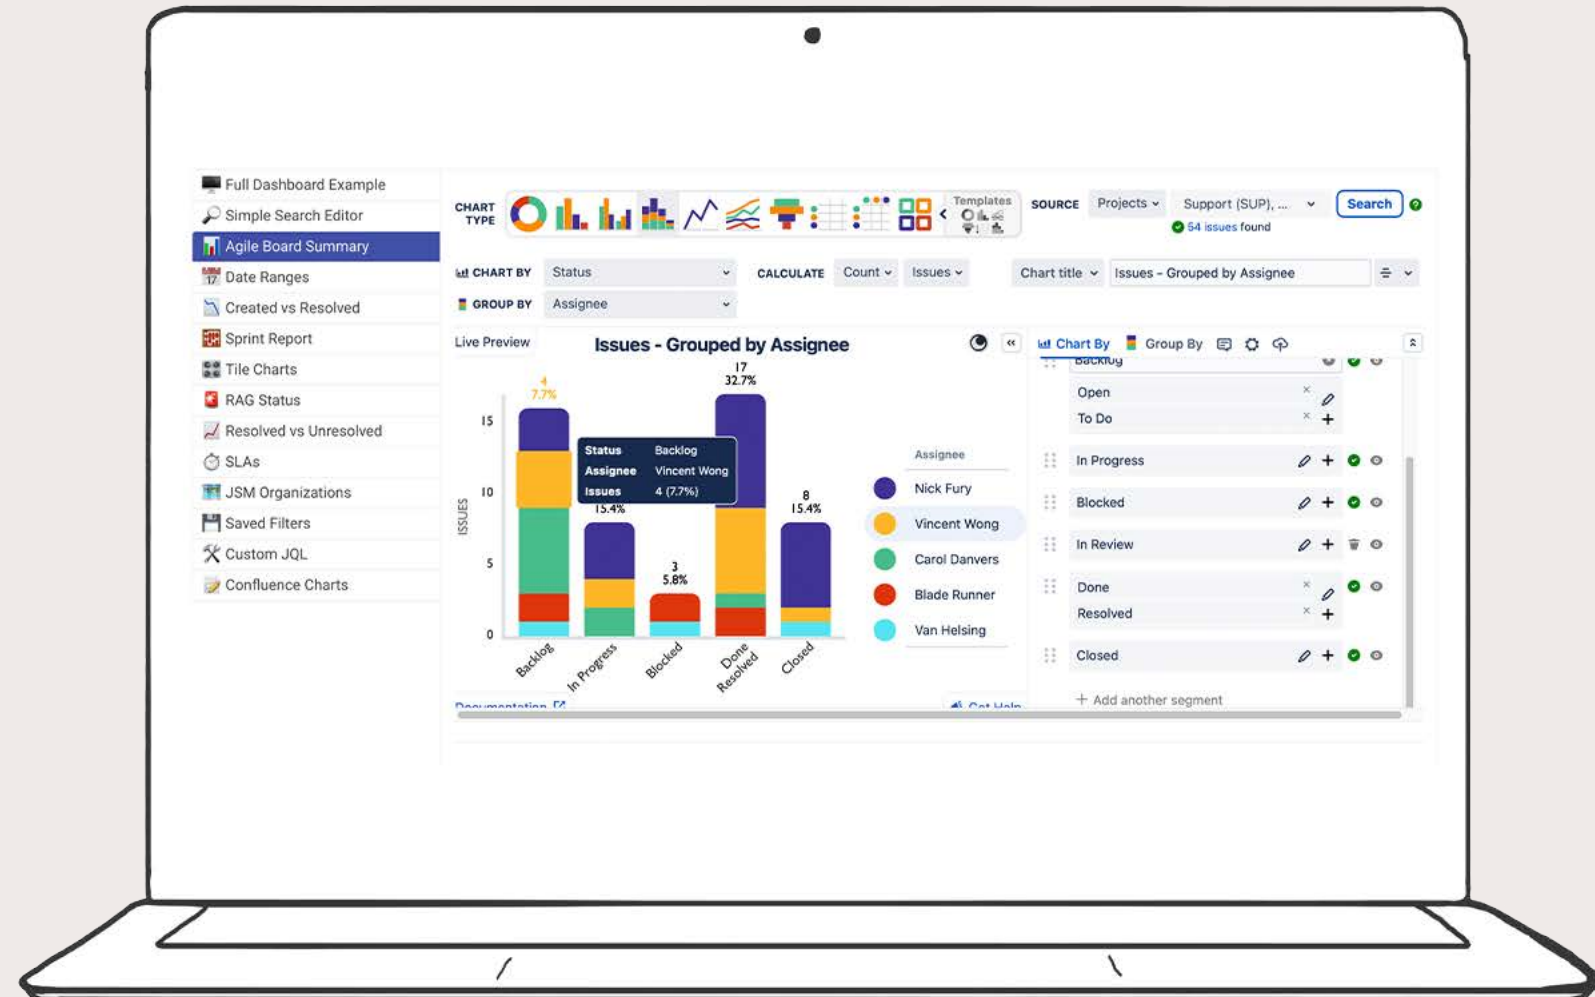 Full Dashboard Example
Simple Search Editor
Agile Board Summary
Date Ranges
Created vs Resolved
Sprint Report
Tile Charts
RAG Status
Resolved vs Unresolved
SLAs
JSM Organizations
Saved Filters
Custom JQL
Confluence Charts
CHART TYPE
Templates
SOURCE Projects Support (SUP), ... Search
54 issues found
CHART BY Status CALCULATE Count Issues Chart title Issues - Grouped by Assignee
GROUP BY Assignee
Live Preview
Issues - Grouped by Assignee
4
7.7%
17
32.7%
15
10
5
0
ISSUES
Status Backlog
Assignee Vincent Wong
Issues 4 (7.7%)
15.4%
3
5.8%
8
15.4%
Backlog
In Progress
Blocked
Done
Resolved
Closed
Assignee
Nick Fury
Vincent Wong
Carol Danvers
Blade Runner
Van Helsing
Documentation
Get Help
Chart By Group By
Backlog
Open
To Do
In Progress
Blocked
In Review
Done
Resolved
Closed
+ Add another segment